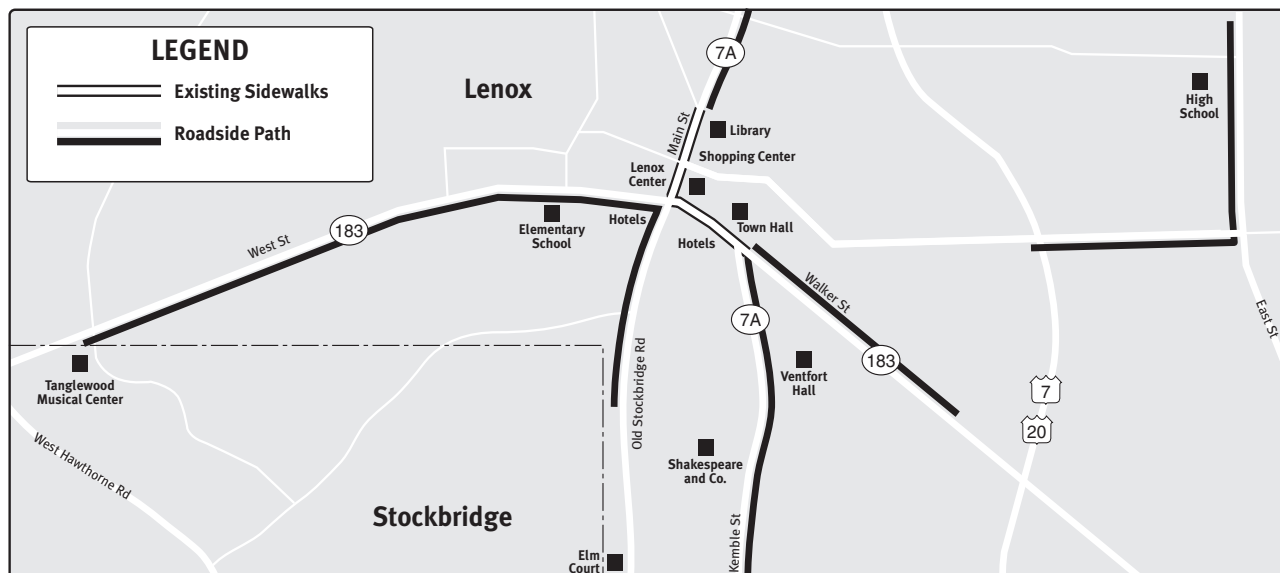 LEGEND
Existing Sidewalks
Roadside Path
7A
Lenox
High
School
Main St
Library
Shopping Center
Lenox
Center
183
West St
Elementary
School
Hotels
Town Hall
Hotels
Walker St
East St
7A
183
Tanglewood
Musical Center
Ventfort
Hall
7
20
Old Stockbridge Rd
West Hawthorne Rd
Shakespeare
and Co.
Stockbridge
Kemble St
Elm
Court